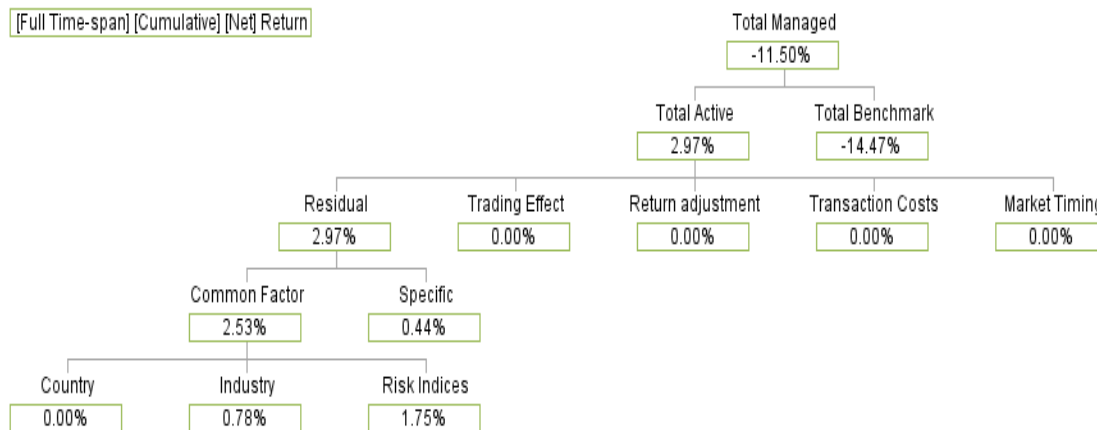 [Full Time-span] [Cumulative] [Net] Return
Total Managed
-11.50%
Total Active Total Benchmark
2.97% -14.47%
Residual Trading Effect Return adjustment Transaction Costs Market Timing
2.97% 0.00% 0.00% 0.00% 0.00%
Common Factor Specific
2.53% 0.44%
Country Industry Risk Indices
0.00% 0.78% 1.75%